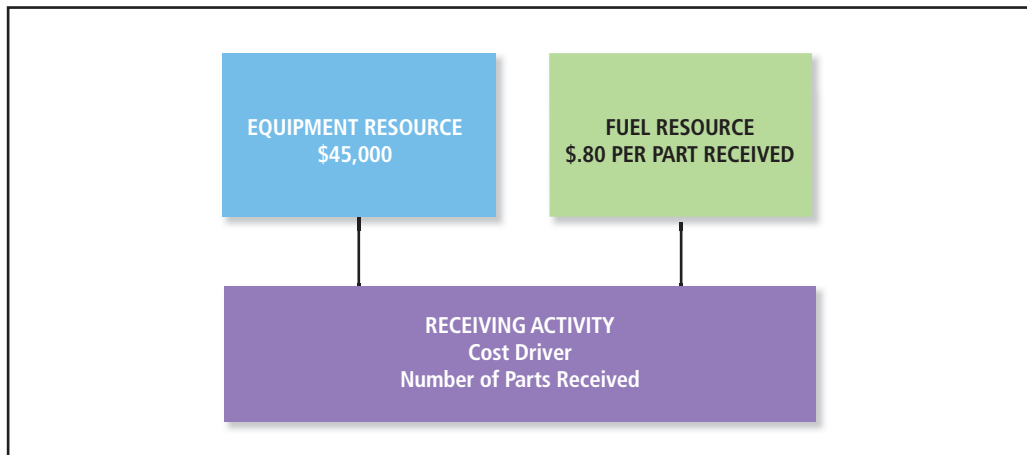 EQUIPMENT RESOURCE
$45,000
FUEL RESOURCE
$.80 PER PART RECEIVED
RECEIVING ACTIVITY
Cost Driver
Number of Parts Received